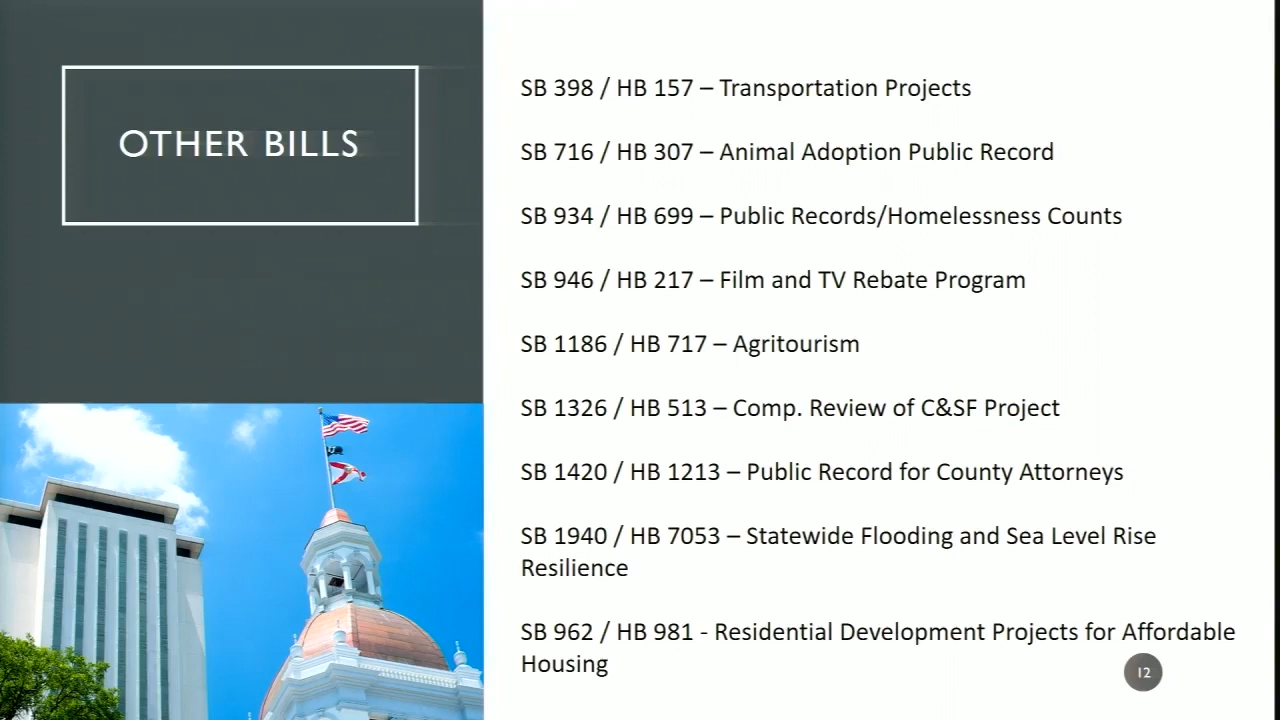 OTHER BILLS
SB 398 / HB 157 – Transportation Projects
SB 716 / HB 307 – Animal Adoption Public Record
SB 934 / HB 699 – Public Records/Homelessness Counts
SB 946 / HB 217 – Film and TV Rebate Program
SB 1186 / HB 717 – Agritourism
SB 1326 / HB 513 – Comp. Review of C&SF Project
SB 1420 / HB 1213 – Public Record for County Attorneys
SB 1940 / HB 7053 – Statewide Flooding and Sea Level Rise
Resilience
SB 962 / HB 981 - Residential Development Projects for Affordable
Housing
12